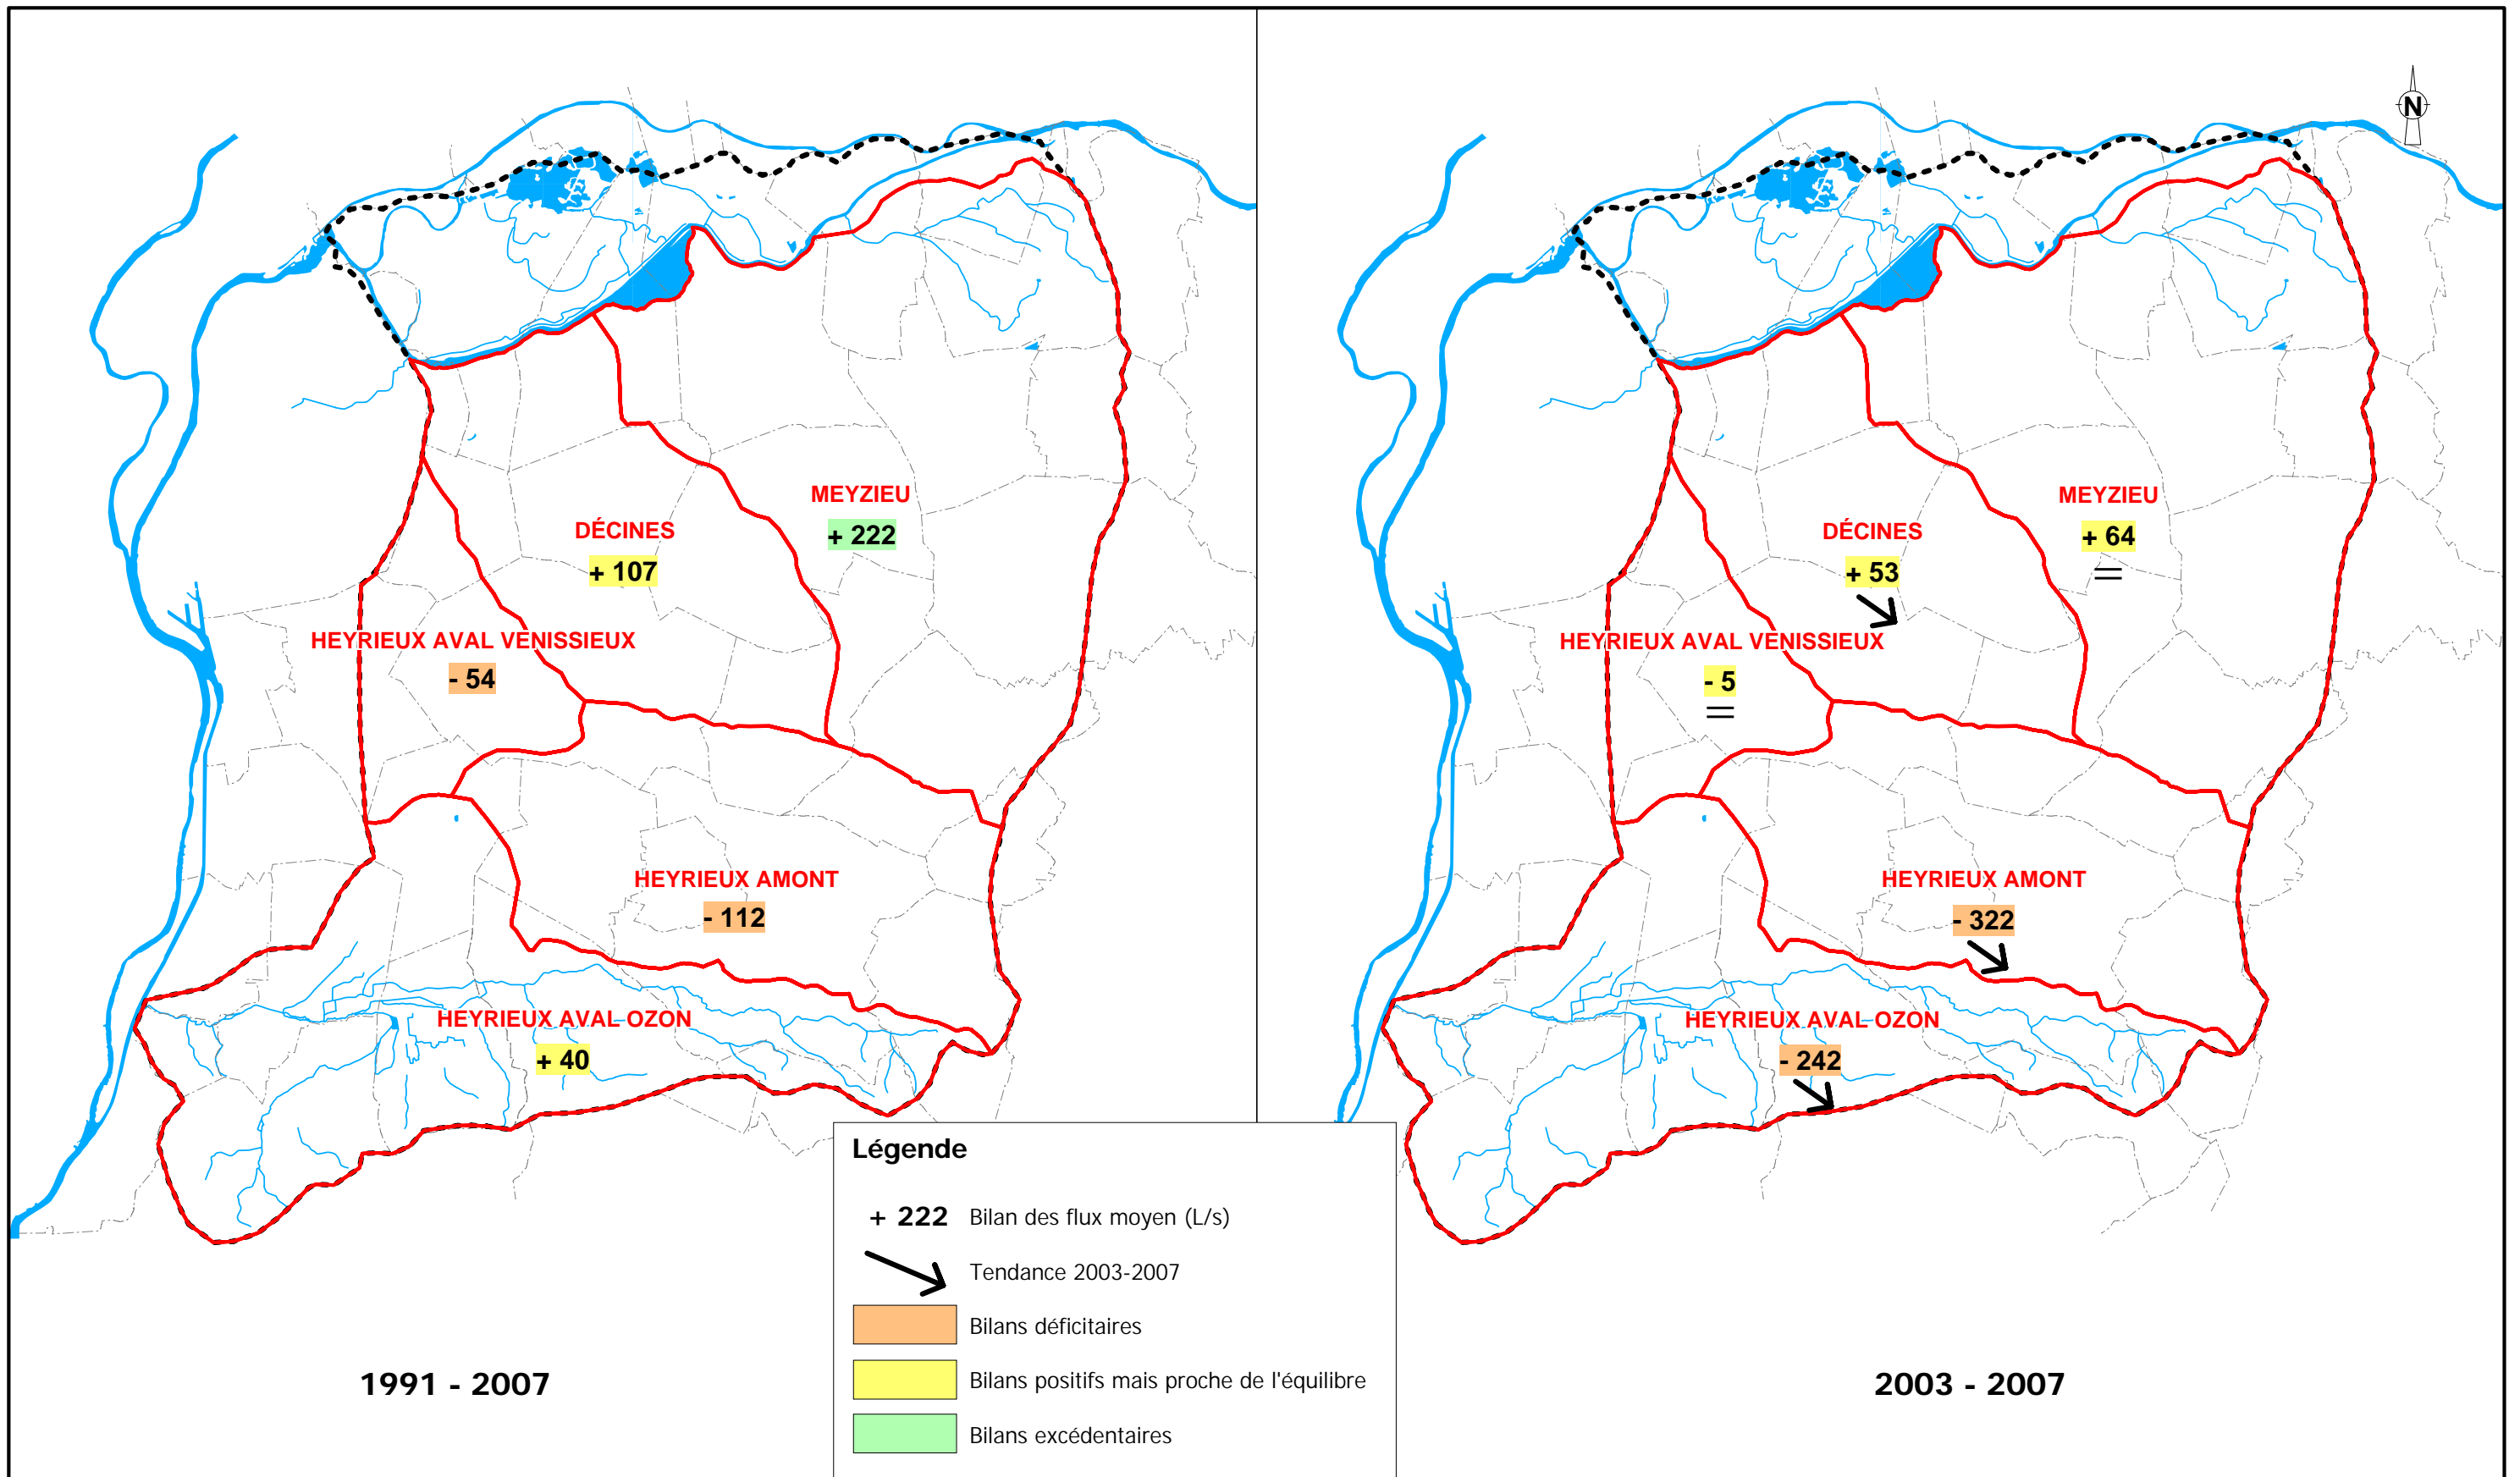 N
MEYZIEU
+ 222
DÉCINES
+ 107
HEYRIEUX AVAL VENISSIEUX
- 54
HEYRIEUX AMONT
- 112
HEYRIEUX AVAL OZON
+ 40
1991 - 2007
MEYZIEU
+ 64
=
DÉCINES
+ 53
HEYRIEUX AVAL VENISSIEUX
- 5
=
HEYRIEUX AMONT
- 322
HEYRIEUX AVAL OZON
- 242
2003 - 2007
Légende
+ 222 Bilan des flux moyen (L/s)
Tendance 2003-2007
Bilans déficitaires
Bilans positifs mais proche de l'équilibre
Bilans excédentaires